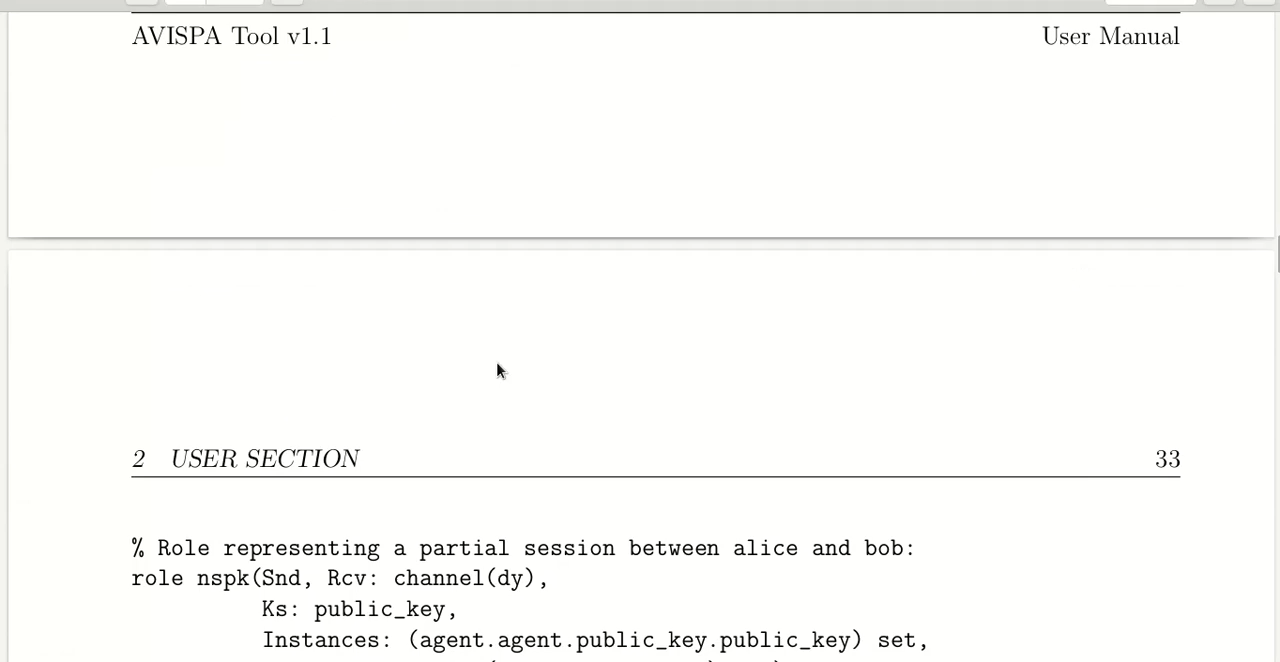 AVISPA Tool v1.1 User Manual
2 USER SECTION 33
% Role representing a partial session between alice and bob:
role nspk(Snd, Rcv: channel(dy),
Ks: public_key,
Instances: (agent.agent.public_key.public_key) set,